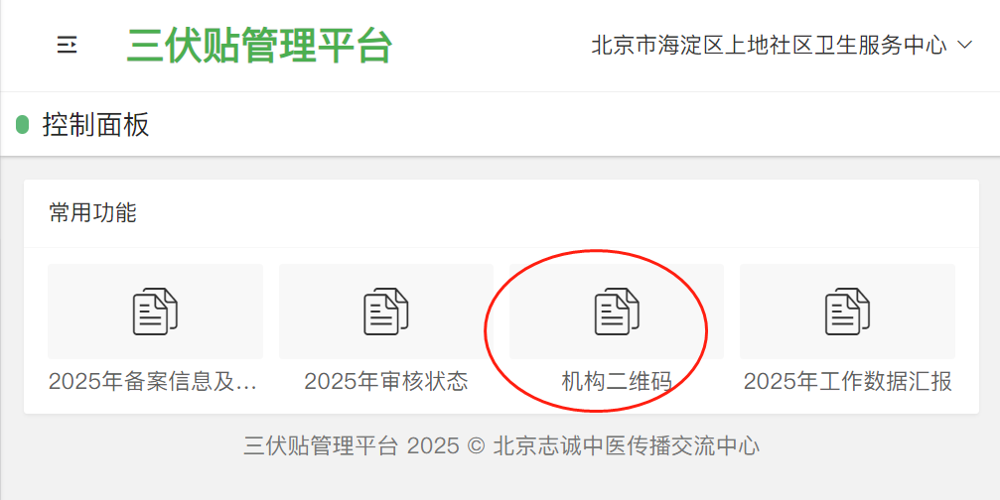 三伏贴管理平台
北京市海淀区上地社区卫生服务中心
控制面板
常用功能
2025年备案信息及...
2025年审核状态
机构二维码
2025年工作数据汇报
三伏贴管理平台 2025 © 北京志诚中医传播交流中心